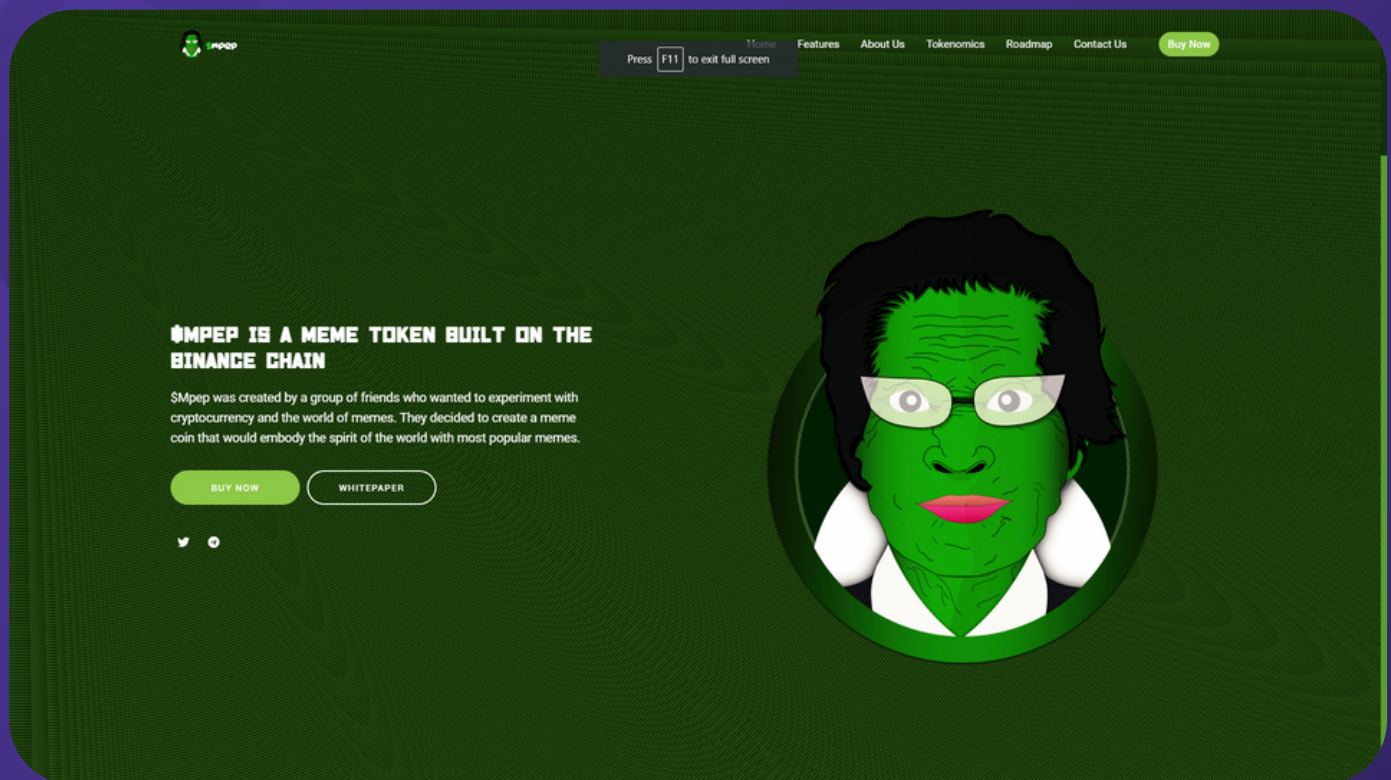 $MPEP
Home
Features
About Us
Tokenomics
Roadmap
Contact Us
Buy Now
Press F11 to exit full screen
$MPEP IS A MEME TOKEN BUILT ON THE
BINANCE CHAIN
$Mpep was created by a group of friends who wanted to experiment with
cryptocurrency and the world of memes. They decided to create a meme
coin that would embody the spirit of the world with most popular memes.
BUY NOW
WHITEPAPER